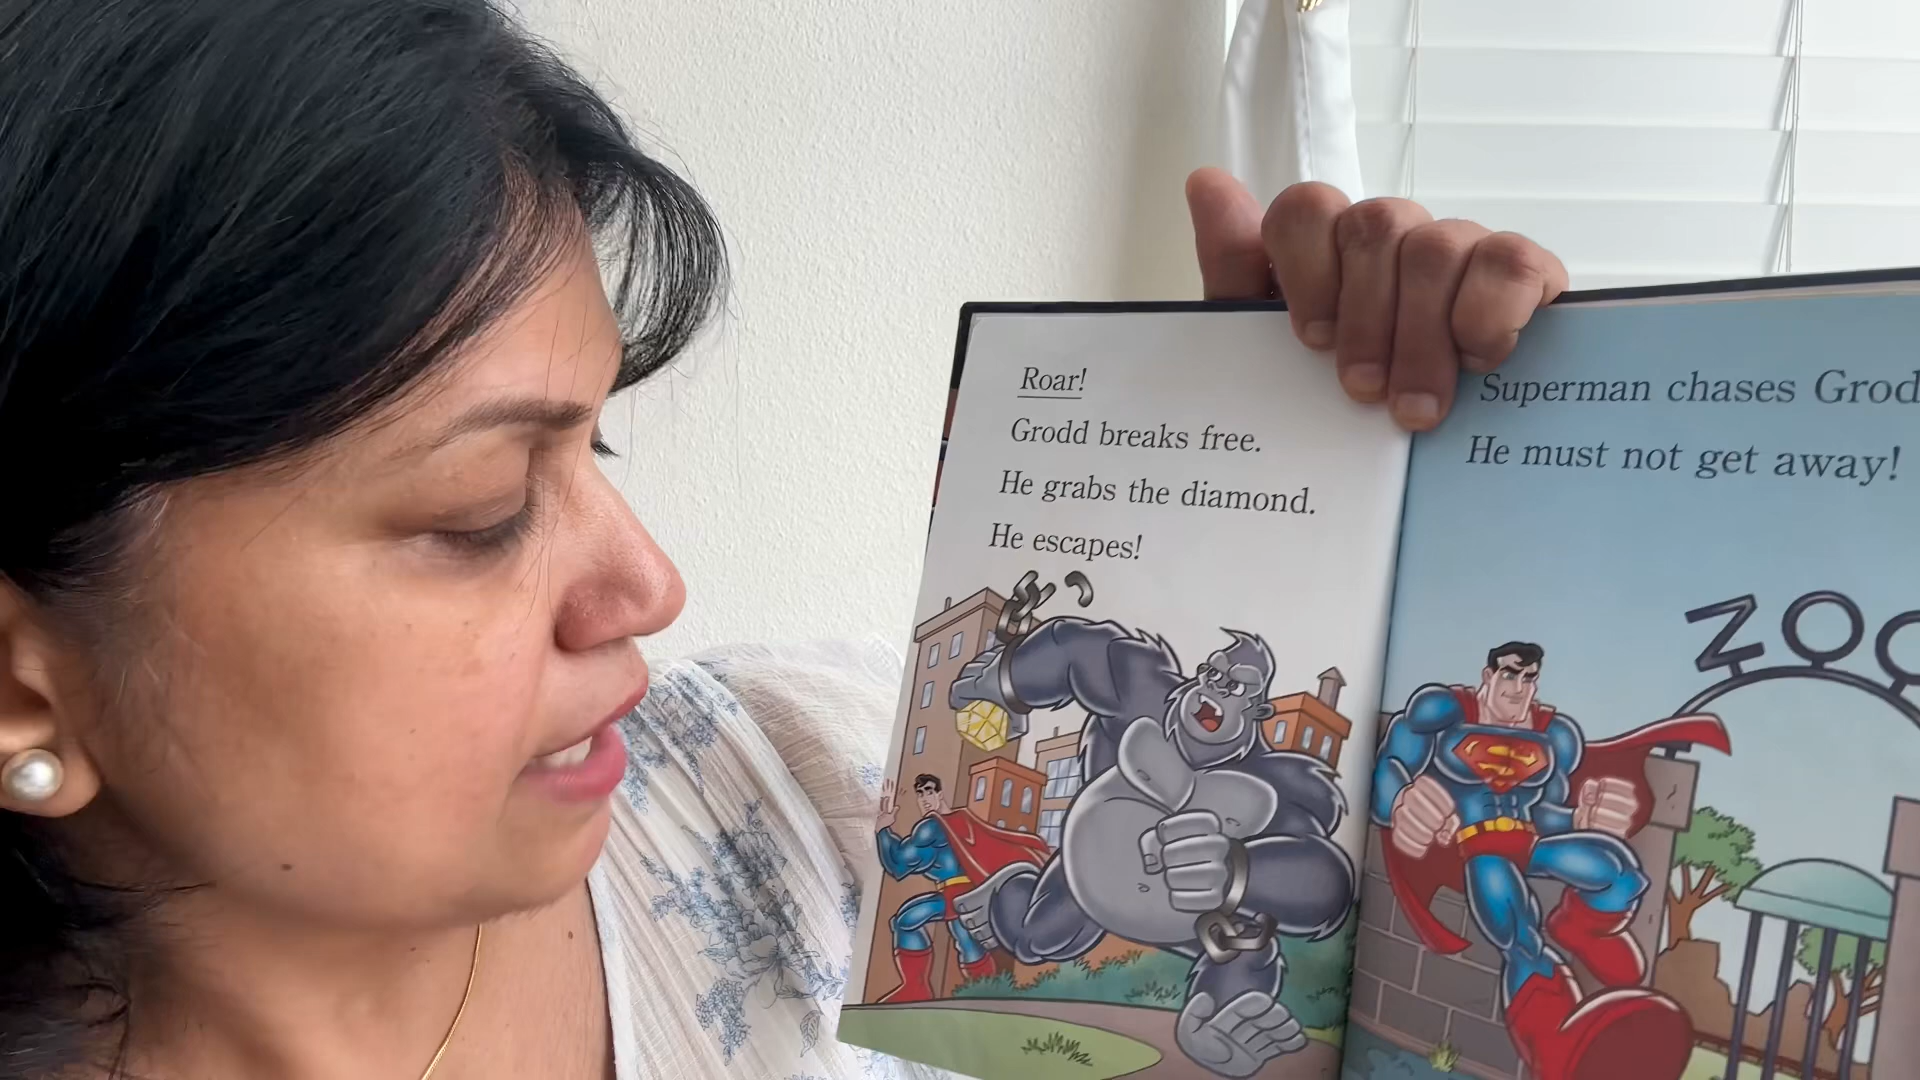 Roar!
Grodd breaks free.
He grabs the diamond.
He escapes!
Superman chases Grod
He must not get away!
ZOO